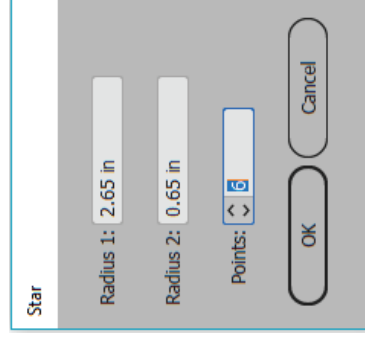 Star
Radius 1: 2.65 in
Radius 2: 0.65 in
Points: 6
OK
Cancel